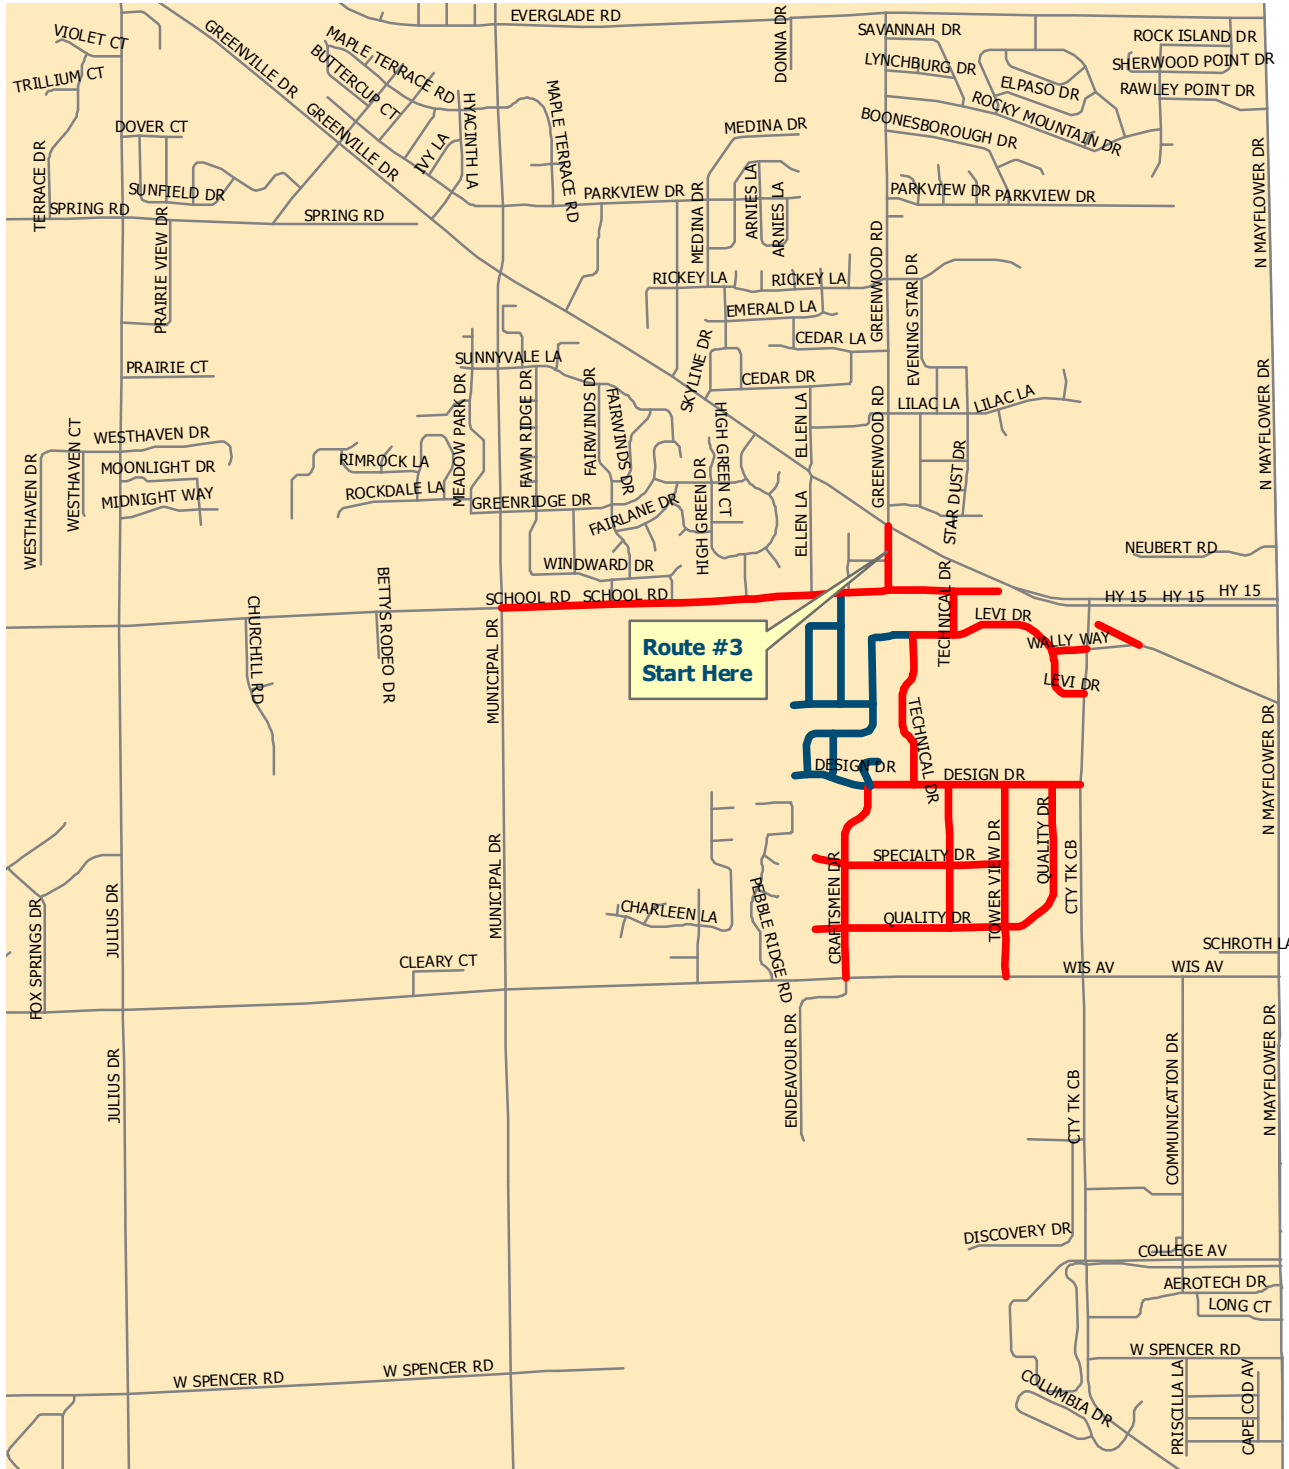 EVERGLADE RD
VIOLET CT
GREENVILLE DR
MAPLE TERRACE RD
DONNA DR
SAVANNAH DR
ROCK ISLAND DR
TRILLIUM CT
BUTTERCUP CT
LYNCHBURG DR
SHERWOOD POINT DR
ELPASO DR
RAWLEY POINT DR
GREENVILLE DR
HYACINTH LA
MAPLE TERRACE RD
ROCKY MOUNTAIN DR
DOVER CT
IVY LA
MEDINA DR
BOONESBOROUGH DR
TERRACE DR
SUNFIELD DR
PARKVIEW DR
ARNIES LA
ARNIES LA
PARKVIEW DR
PARKVIEW DR
N MAYFLOWER DR
SPRING RD
SPRING RD
PRAIRIE VIEW DR
MEDINA DR
GREENWOOD RD
RICKEY LA
RICKEY LA
EVENING STAR DR
EMERALD LA
CEDAR LA
SUNNYVALE LA
SKYLINE DR
PRAIRIE CT
CEDAR DR
MEADOW PARK DR
FAWN RIDGE DR
FAIRWINDS DR
FAIRWINDS DR
HIGH GREEN CT
ELLEN LA
GREENWOOD RD
LILAC LA
LILAC LA
N MAYFLOWER DR
WESTHAVEN DR
WESTHAVEN CT
WESTHAVEN DR
MOONLIGHT DR
MIDNIGHT WAY
RIMROCK LA
ROCKDALE LA
GREENRIDGE DR
FAIRLANE DR
HIGH GREEN DR
ELLEN LA
STAR DUST DR
NEUBERT RD
WINDWARD DR
BETTYS RODEO DR
CHURCHILL RD
SCHOOL RD
SCHOOL RD
TECHNICAL DR
HY 15
HY 15
HY 15
LEVI DR
WALLY WAY
LEVI DR
Route #3
Start Here
MUNICIPAL DR
TECHNICAL DR
N MAYFLOWER DR
DESIGN DR
DESIGN DR
MUNICIPAL DR
SPECIALTY DR
CRAFTSMEN DR
TOWER VIEW DR
QUALITY DR
CTY TK CB
PEBBLE RIDGE RD
CHARLEEN LA
QUALITY DR
JULIUS DR
FOX SPRINGS DR
CLEARY CT
SCHROTH LA
WIS AV
WIS AV
ENDEAVOUR DR
JULIUS DR
CTY TK CB
COMMUNICATION DR
N MAYFLOWER DR
DISCOVERY DR
COLLEGE AV
AEROTECH DR
LONG CT
W SPENCER RD
W SPENCER RD
W SPENCER RD
COLUMBIA DR
PRISCILLA LA
CAPE COD AV